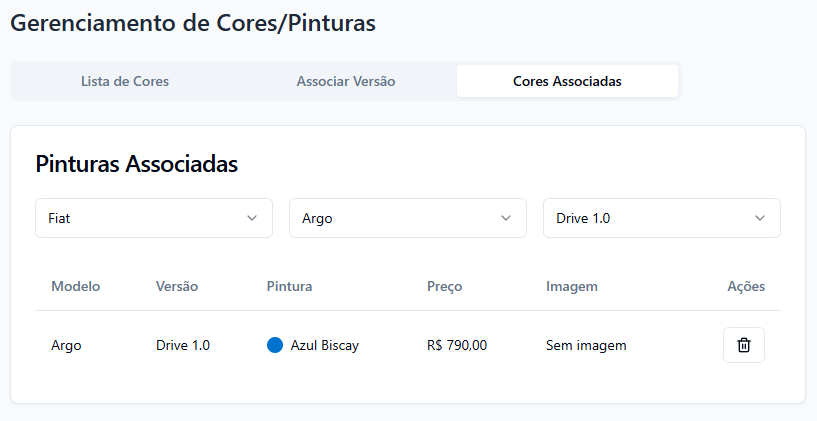 Gerenciamento de Cores/Pinturas
Lista de Cores Associar Versão Cores Associadas
Pinturas Associadas
Fiat Argo Drive 1.0
Modelo Versão Pintura Preço Imagem Ações
Argo Drive 1.0 Azul Biscay R$ 790,00 Sem imagem